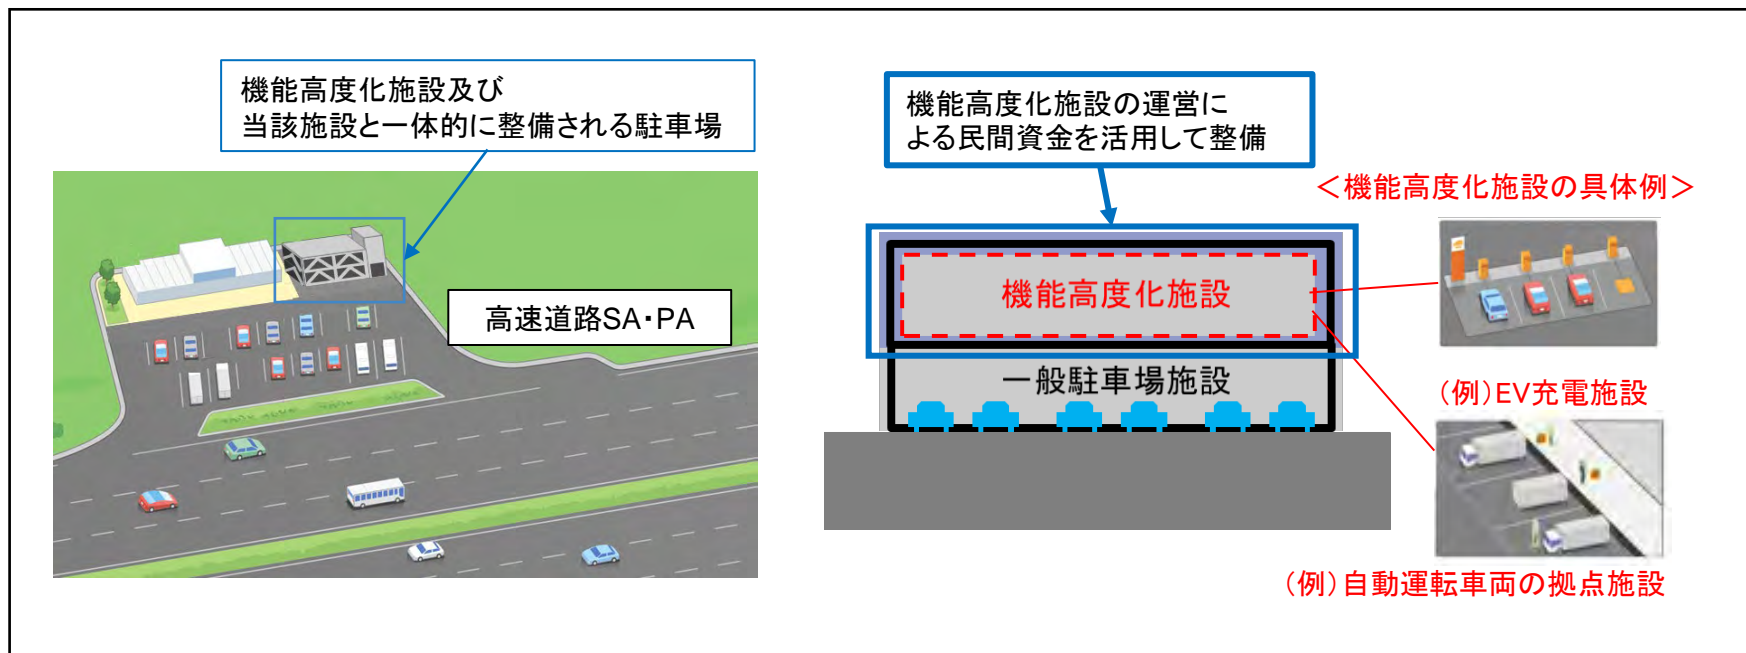 機能高度化施設及び
当該施設と一体的に整備される駐車場
高速道路SA・PA
機能高度化施設の運営に
よる民間資金を活用して整備
＜機能高度化施設の具体例＞
機能高度化施設
一般駐車場施設
（例）EV充電施設
（例）自動運転車両の拠点施設